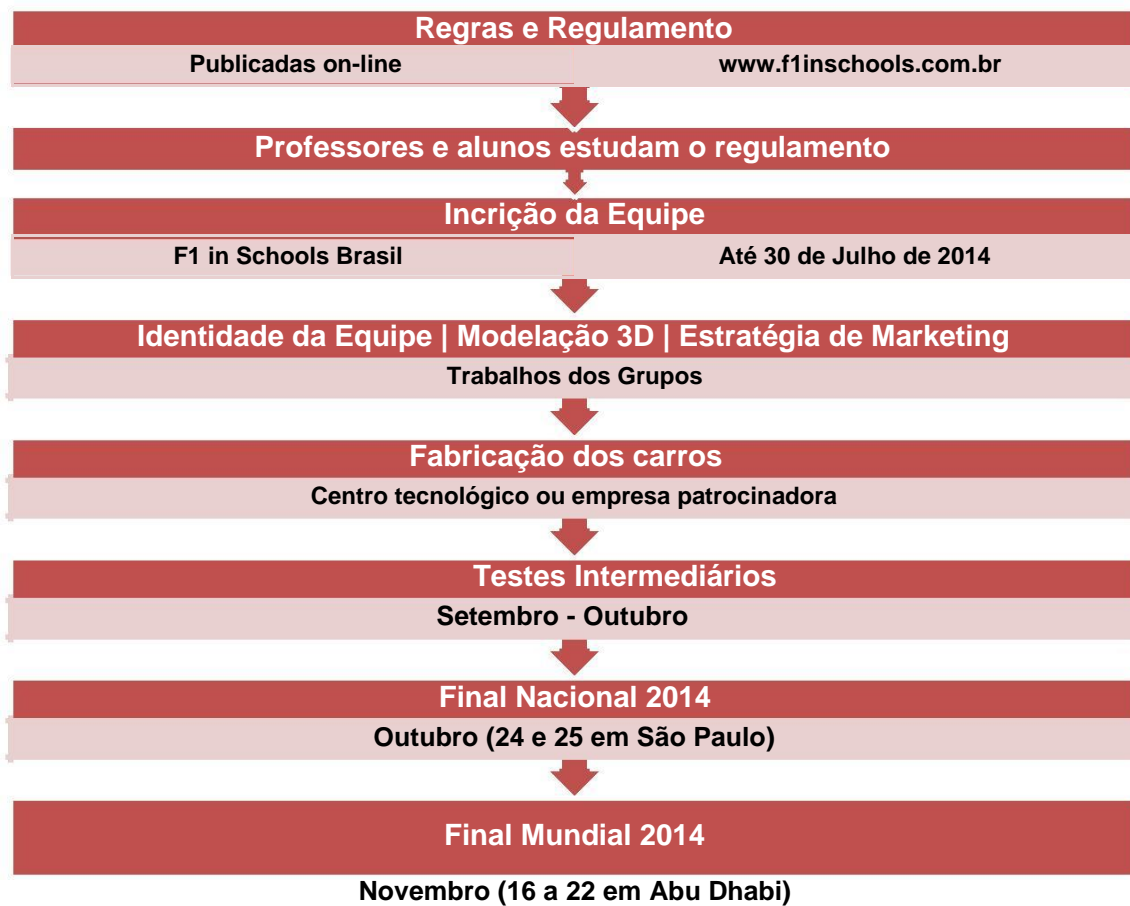 Regras e Regulamento
Publicadas on-line www.f1inschools.com.br
Professores e alunos estudam o regulamento
Incrição da Equipe
F1 in Schools Brasil Até 30 de Julho de 2014
Identidade da Equipe | Modelação 3D | Estratégia de Marketing
Trabalhos dos Grupos
Fabricação dos carros
Centro tecnológico ou empresa patrocinadora
Testes Intermediários
Setembro - Outubro
Final Nacional 2014
Outubro (24 e 25 em São Paulo)
Final Mundial 2014
Novembro (16 a 22 em Abu Dhabi)